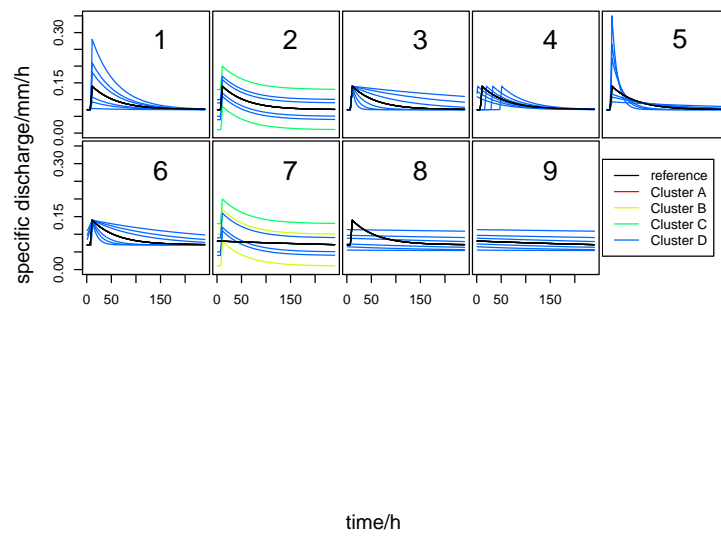 specific discharge/mm/h
0.00 0.15 0.30
1 2 3 4 5
0.00 0.15 0.30
6 7 8 9
reference
Cluster A
Cluster B
Cluster C
Cluster D
0 50 150 0 50 150 0 50 150 0 50 150
time/h